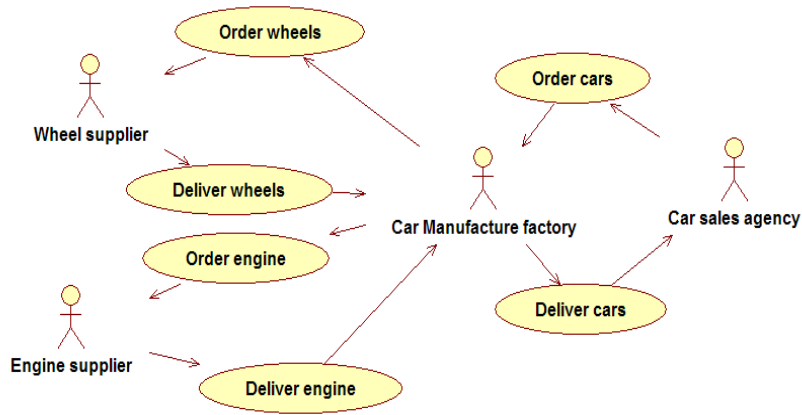 Order wheels
Order cars
Wheel supplier
Deliver wheels
Car Manufacture factory
Car sales agency
Order engine
Deliver cars
Engine supplier
Deliver engine